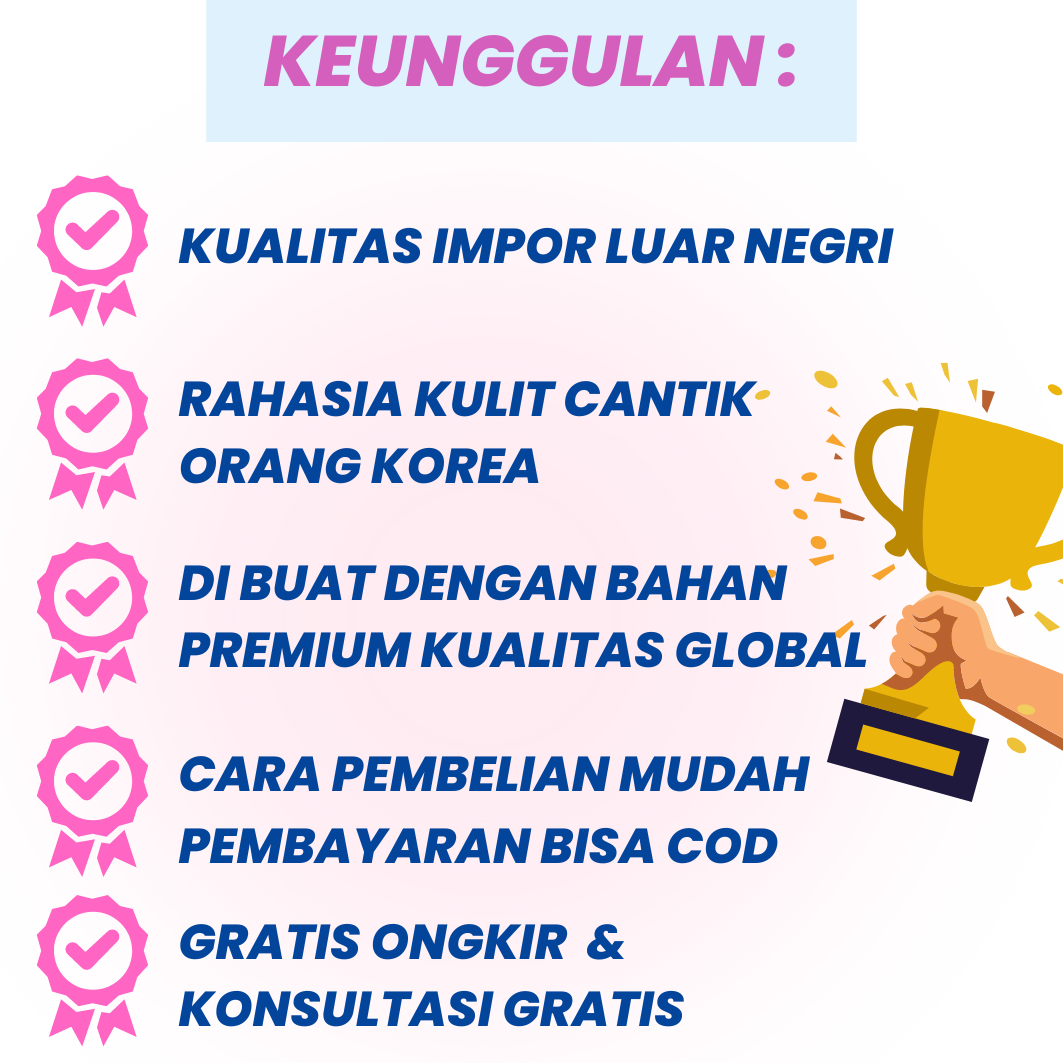 KEUNGGULAN :
KUALITAS IMPOR LUAR NEGRI
RAHASIA KULIT CANTIK
ORANG KOREA
DI BUAT DENGAN BAHAN
PREMIUM KUALITAS GLOBAL
CARA PEMBELIAN MUDAH
PEMBAYARAN BISA COD
GRATIS ONGKIR &
KONSULTASI GRATIS